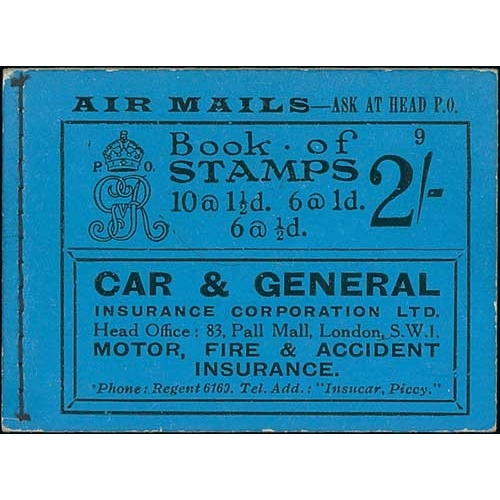 AIR MAILS—ASK AT HEAD P.O.
9
P. O.
GR
Book · of
STAMPS
10 @ 1½d. 6 @ 1d.
6 @ ½d.
2/-
CAR & GENERAL
INSURANCE CORPORATION LTD.
Head Office : 83, Pall Mall, London, S.W.1.
MOTOR, FIRE & ACCIDENT
INSURANCE.
'Phone: Regent 6160. Tel. Add.: "Insucar, Piccy."